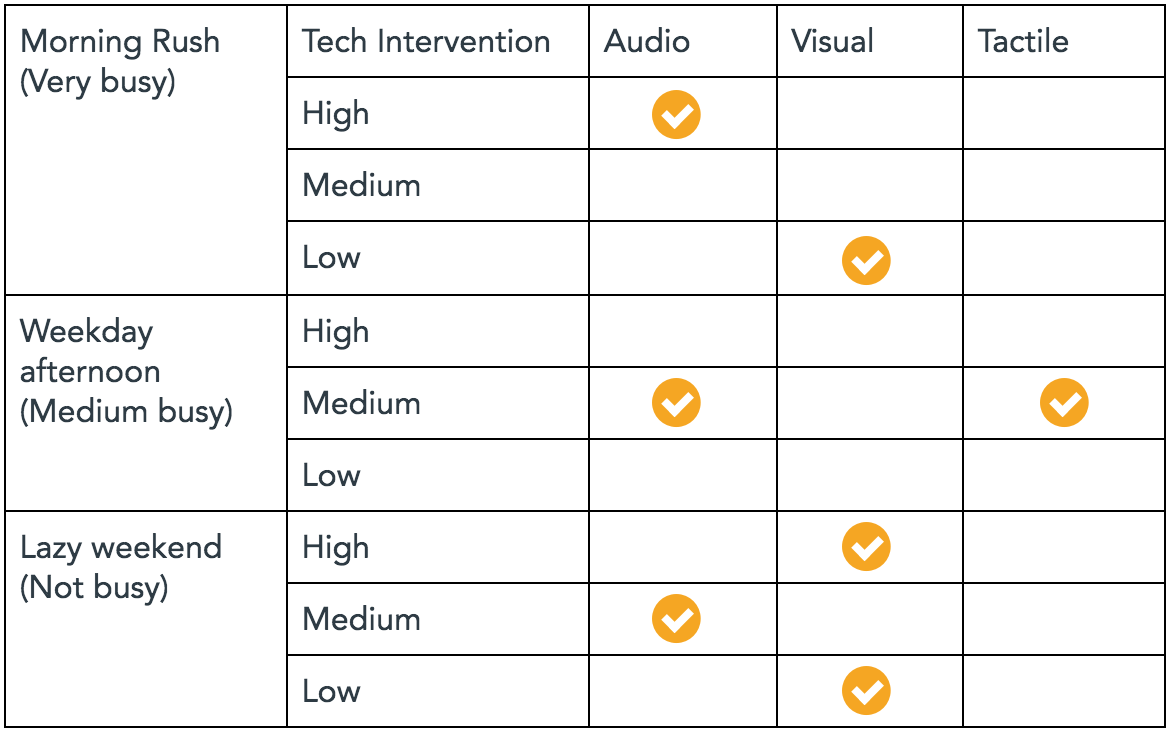 Morning Rush
(Very busy)
Tech Intervention
Audio
Visual
Tactile
High
Medium
Low
Weekday
afternoon
(Medium busy)
High
Medium
Low
Lazy weekend
(Not busy)
High
Medium
Low